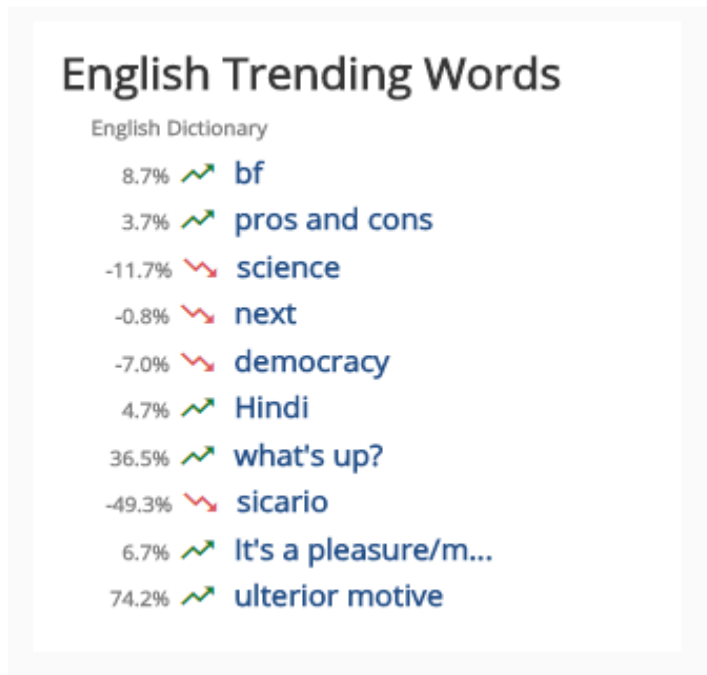 English Trending Words
English Dictionary
8.7% bf
3.7% pros and cons
-11.7% science
-0.8% next
-7.0% democracy
4.7% Hindi
36.5% what's up?
-49.3% sicario
6.7% It's a pleasure/m...
74.2% ulterior motive